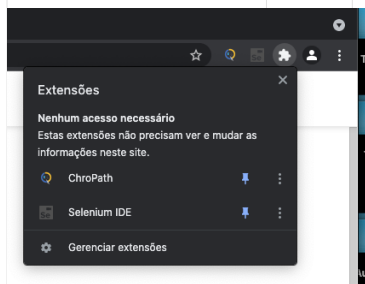 Extensões
Nenhum acesso necessário
Estas extensões não precisam ver e mudar as
informações neste site.
ChroPath
Selenium IDE
Gerenciar extensões